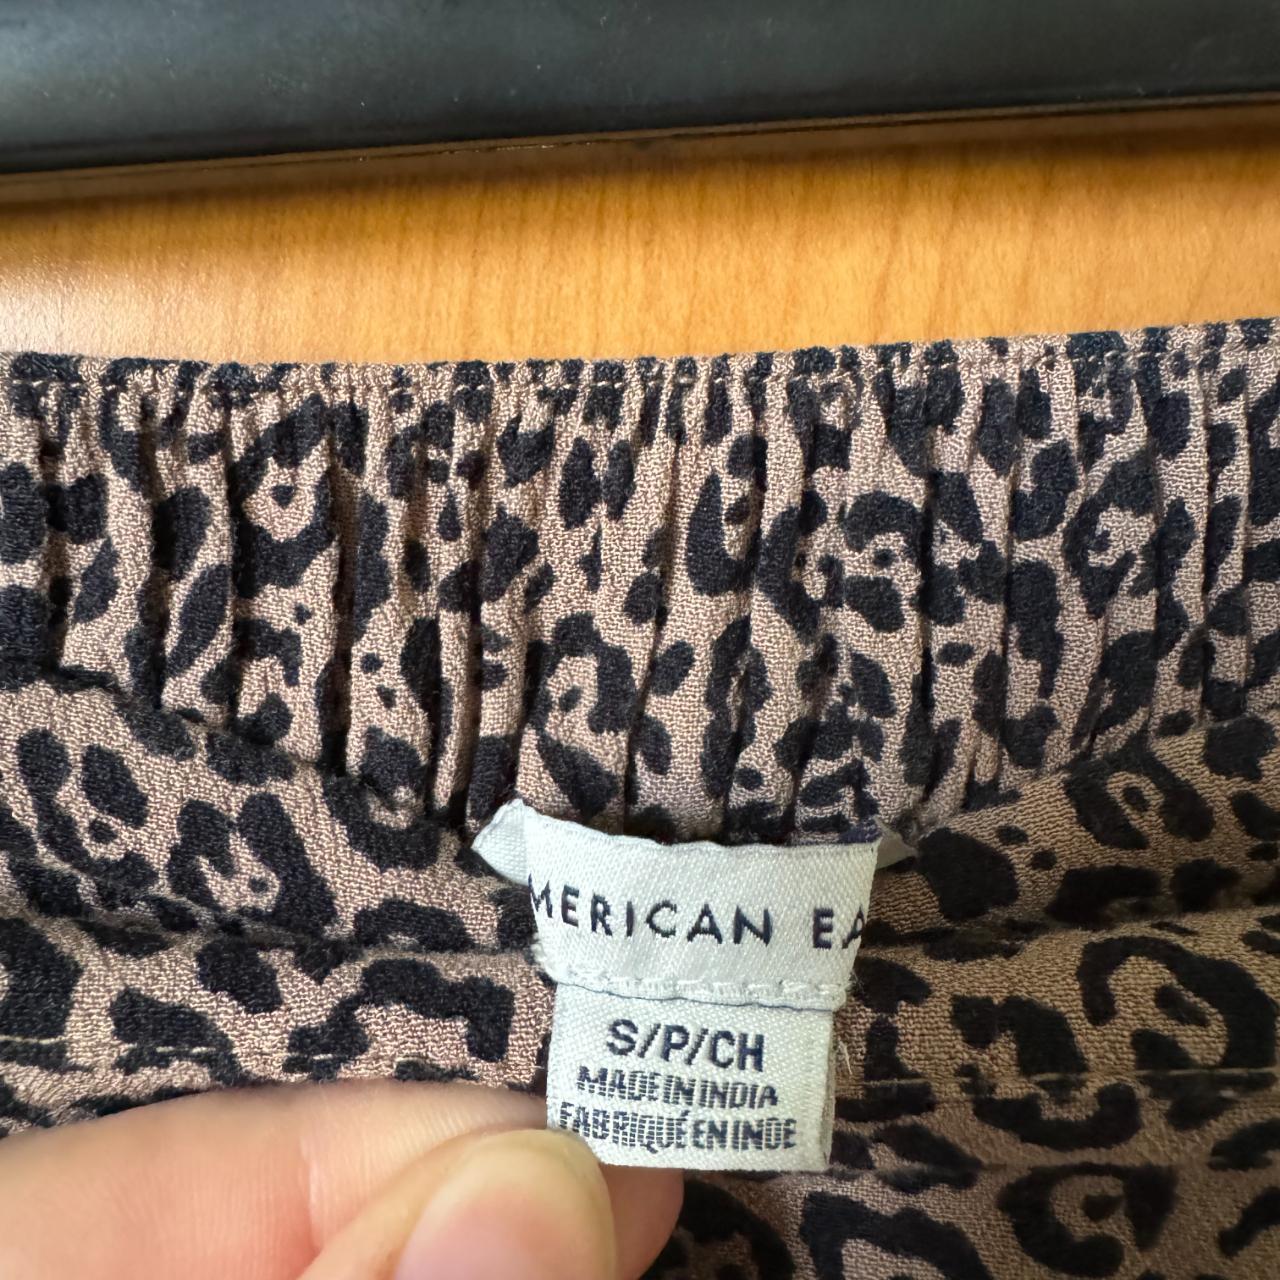 MERICAN EA
S/P/CH
MADE IN INDIA
FABRIQUÉ EN INDE